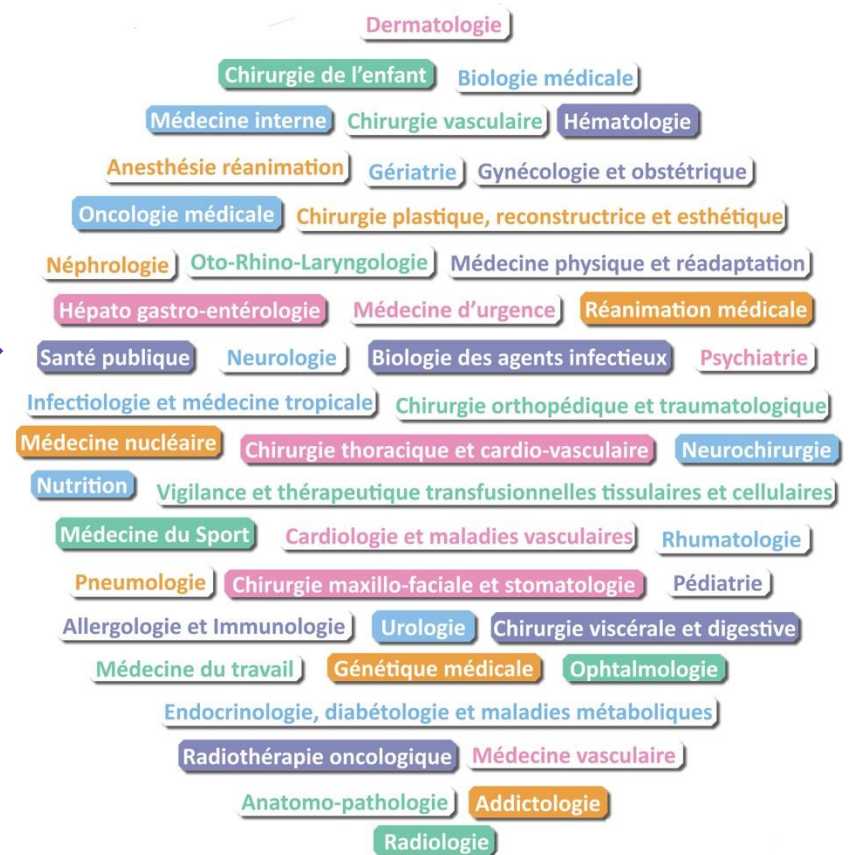 Dermatologie
Chirurgie de l’enfant Biologie médicale
Médecine interne Chirurgie vasculaire Hématologie
Anesthésie réanimation Gériatrie Gynécologie et obstétrique
Oncologie médicale Chirurgie plastique, reconstructrice et esthétique
Néphrologie Oto-Rhino-Laryngologie Médecine physique et réadaptation
Hépato gastro-entérologie Médecine d’urgence Réanimation médicale
Santé publique Neurologie Biologie des agents infectieux Psychiatrie
Infectiologie et médecine tropicale Chirurgie orthopédique et traumatologique
Médecine nucléaire Chirurgie thoracique et cardio-vasculaire Neurochirurgie
Nutrition Vigilance et thérapeutique transfusionnelles tissulaires et cellulaires
Médecine du Sport Cardiologie et maladies vasculaires Rhumatologie
Pneumologie Chirurgie maxillo-faciale et stomatologie Pédiatrie
Allergologie et Immunologie Urologie Chirurgie viscérale et digestive
Médecine du travail Génétique médicale Ophtalmologie
Endocrinologie, diabétologie et maladies métaboliques
Radiothérapie oncologique Médecine vasculaire
Anatomo-pathologie Addictologie
Radiologie